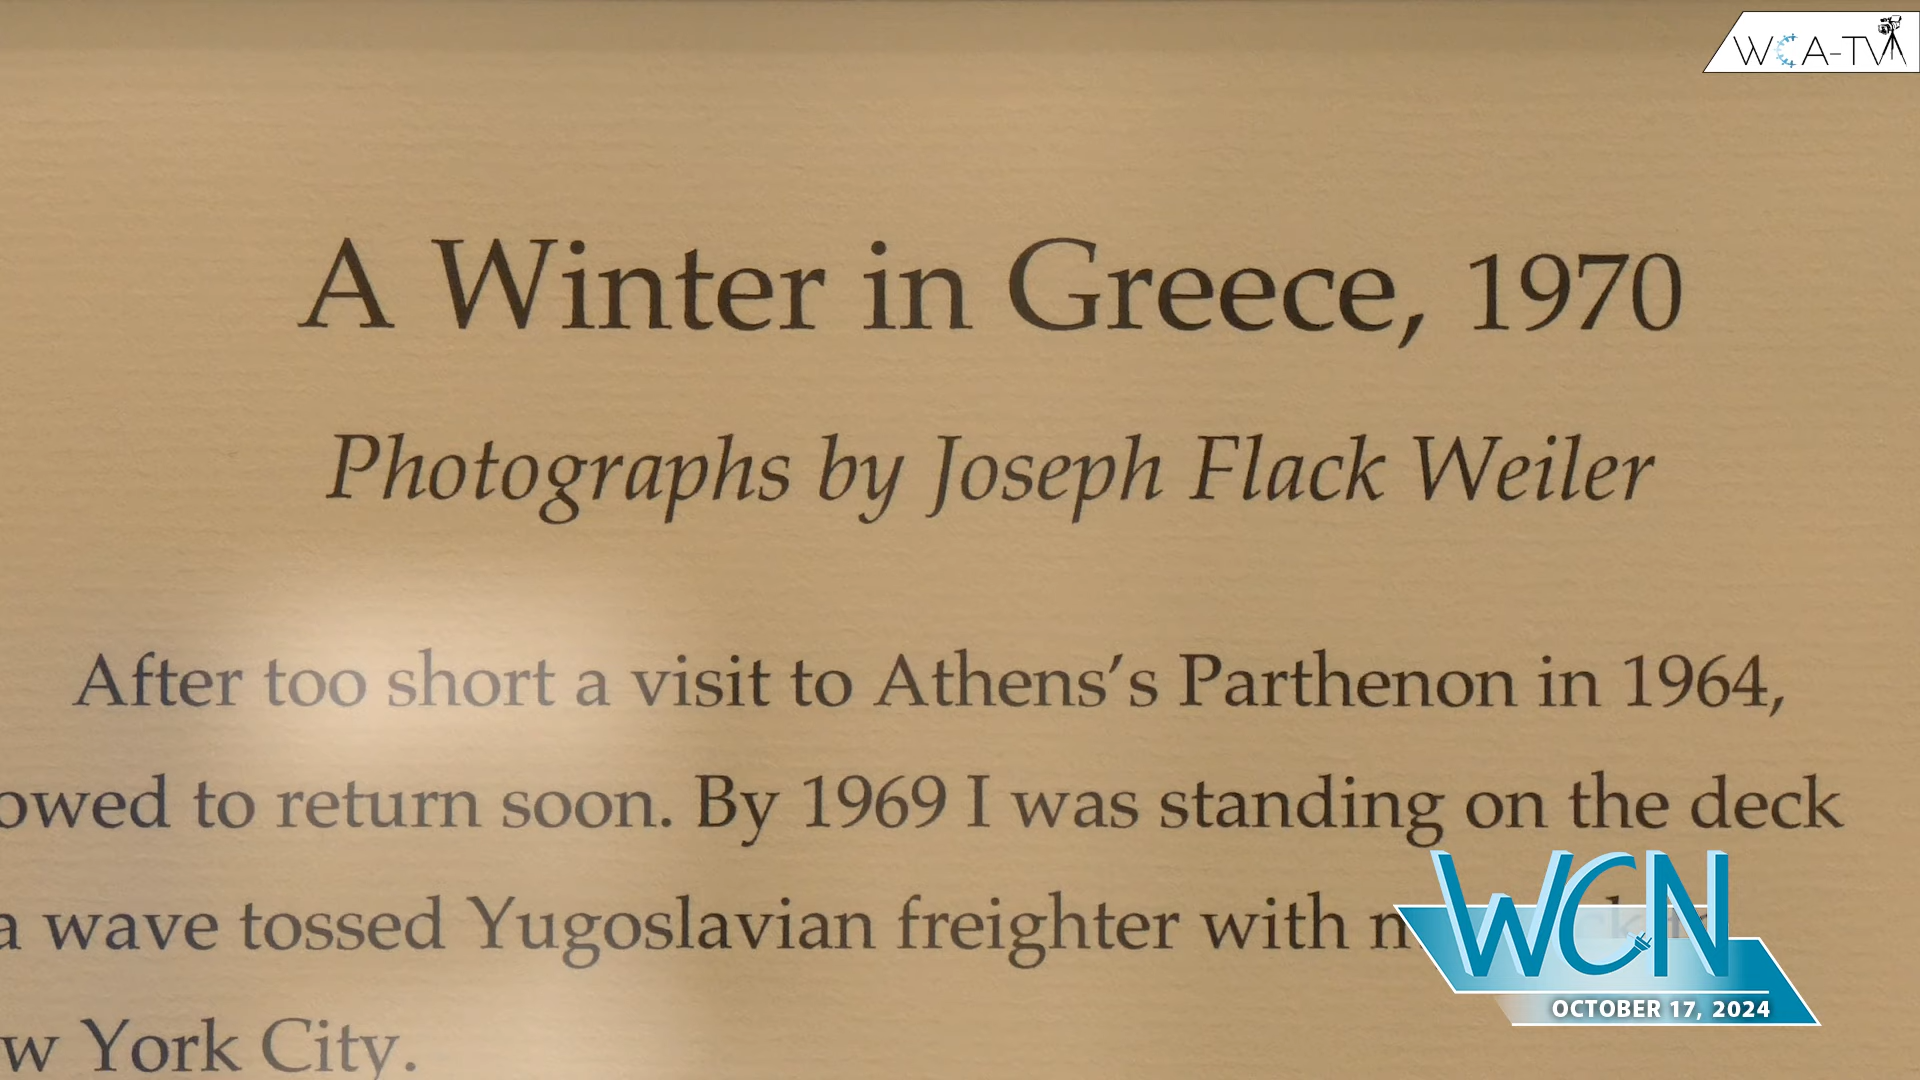 WCA-TV
A Winter in Greece, 1970
Photographs by Joseph Flack Weiler
After too short a visit to Athens's Parthenon in 1964,
owed to return soon. By 1969 I was standing on the deck
a wave tossed Yugoslavian freighter with
w York City.
WCN
OCTOBER 17, 2024